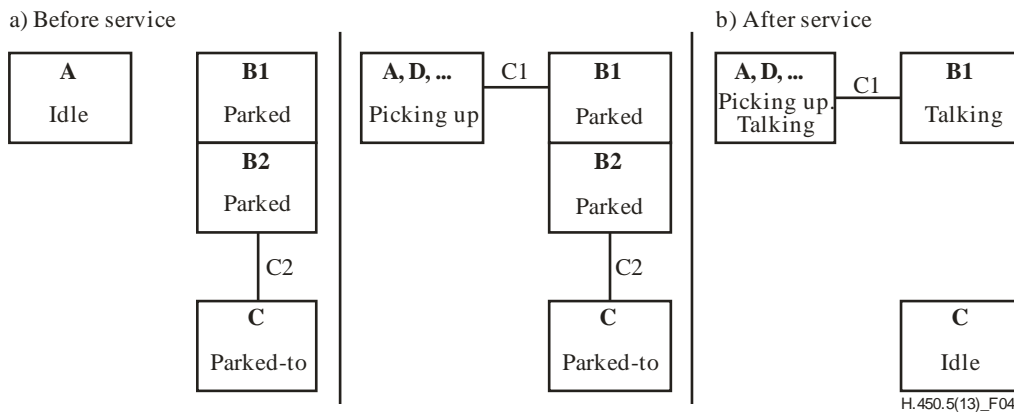 a) Before service
b) After service
A
Idle
B1
Parked
B2
Parked
C2
C
Parked-to
A, D, ...
Picking up
C1
B1
Parked
B2
Parked
C2
C
Parked-to
A, D, ...
Picking up.
Talking
C1
B1
Talking
C
Idle
H.450.5(13)_F04